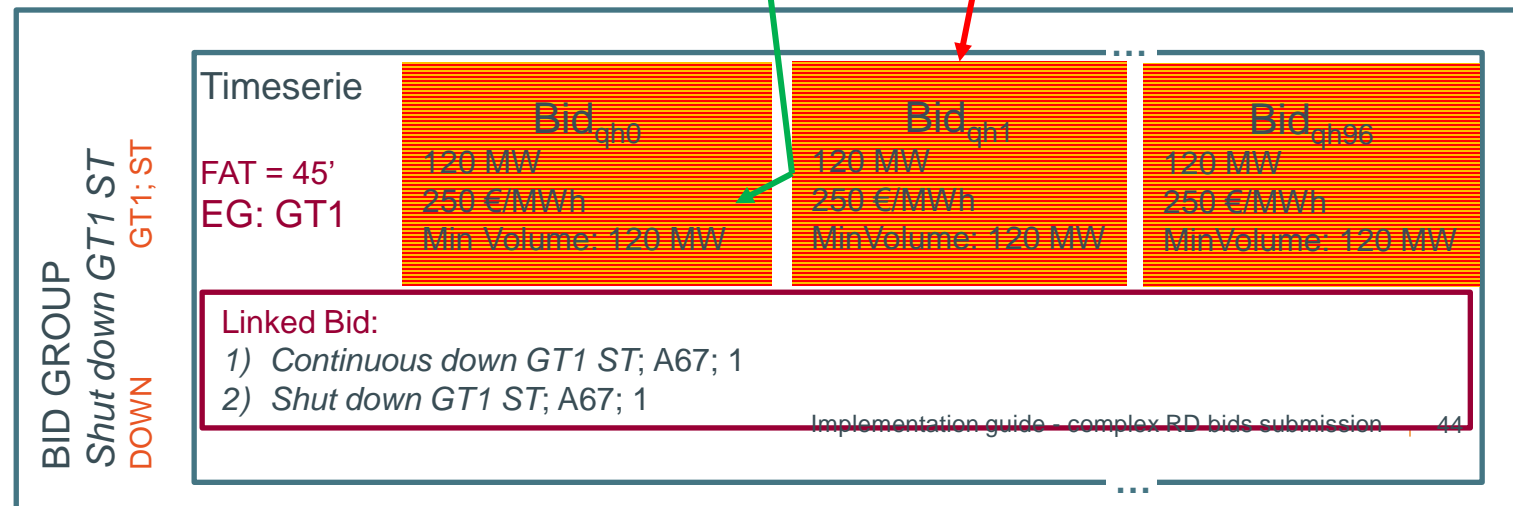 BID GROUP
Shut down GT1 ST
DOWN GT1; ST
Timeserie
FAT = 45’
EG: GT1
...
Bidqh0
120 MW
250 €/MWh
Min Volume: 120 MW
Bidqh1
120 MW
250 €/MWh
MinVolume: 120 MW
Bidqh96
120 MW
250 €/MWh
MinVolume: 120 MW
Linked Bid:
1) Continuous down GT1 ST; A67; 1
2) Shut down GT1 ST; A67; 1
Implementation guide - complex RD bids submission | 44
...